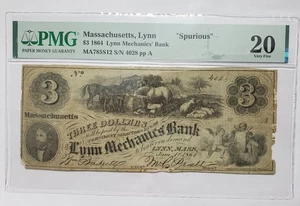 PMG
PAPER MONEY GUARANTY
Massachusetts, Lynn "Spurious"
$3 1864 Lynn Mechanics' Bank
MA785S12 S/N 4028 pp A
20
Very Fine
No
3
3
Massachusetts
THREE DOLLARS
Lynn Mechanics Bank
LYNN, MASS.